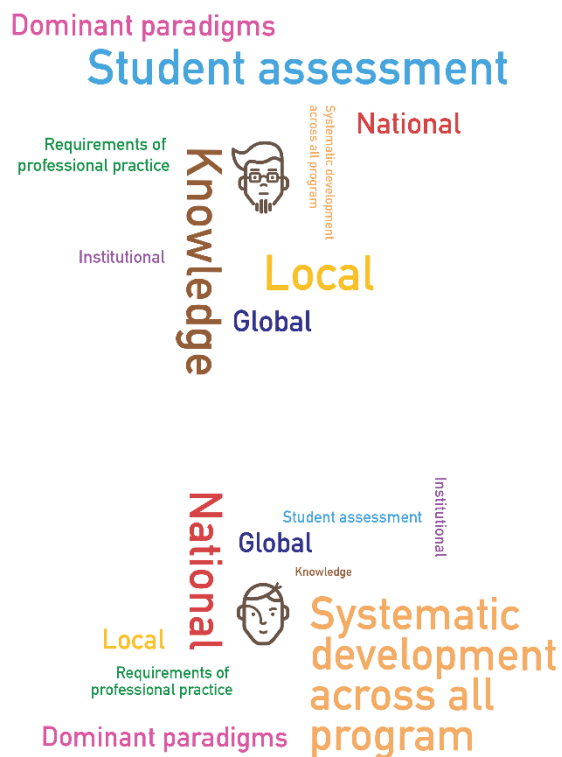 Dominant paradigms
Student assessment
National
Systematic development
across all program
Requirements of
professional practice
Knowledge
Institutional
Local
Global
National
Institutional
Student assessment
Global
Knowledge
Systematic
development
across all
program
Local
Requirements of
professional practice
Dominant paradigms